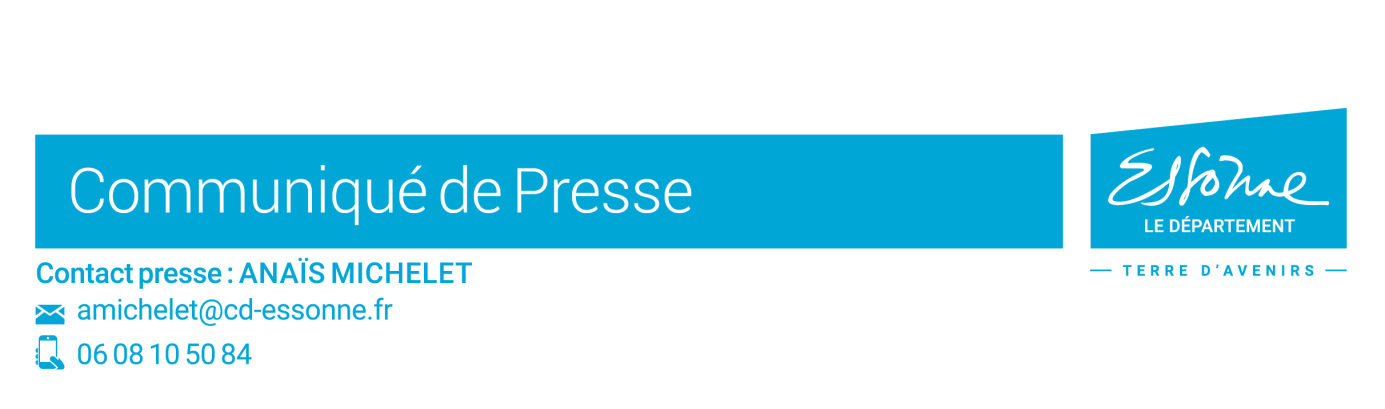 Communiqué de Presse
Essonne
LE DÉPARTEMENT
TERRE D'AVENIRS
Contact presse : ANAÏS MICHELET
amichelet@cd-essonne.fr
06 08 10 50 84